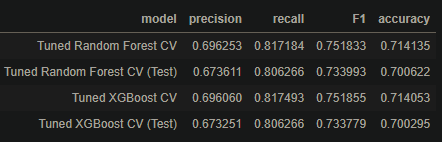 model precision recall F1 accuracy
Tuned Random Forest CV 0.696253 0.817184 0.751833 0.714135
Tuned Random Forest CV (Test) 0.673611 0.806266 0.733993 0.700622
Tuned XGBoost CV 0.696060 0.817493 0.751855 0.714053
Tuned XGBoost CV (Test) 0.673251 0.806266 0.733779 0.700295